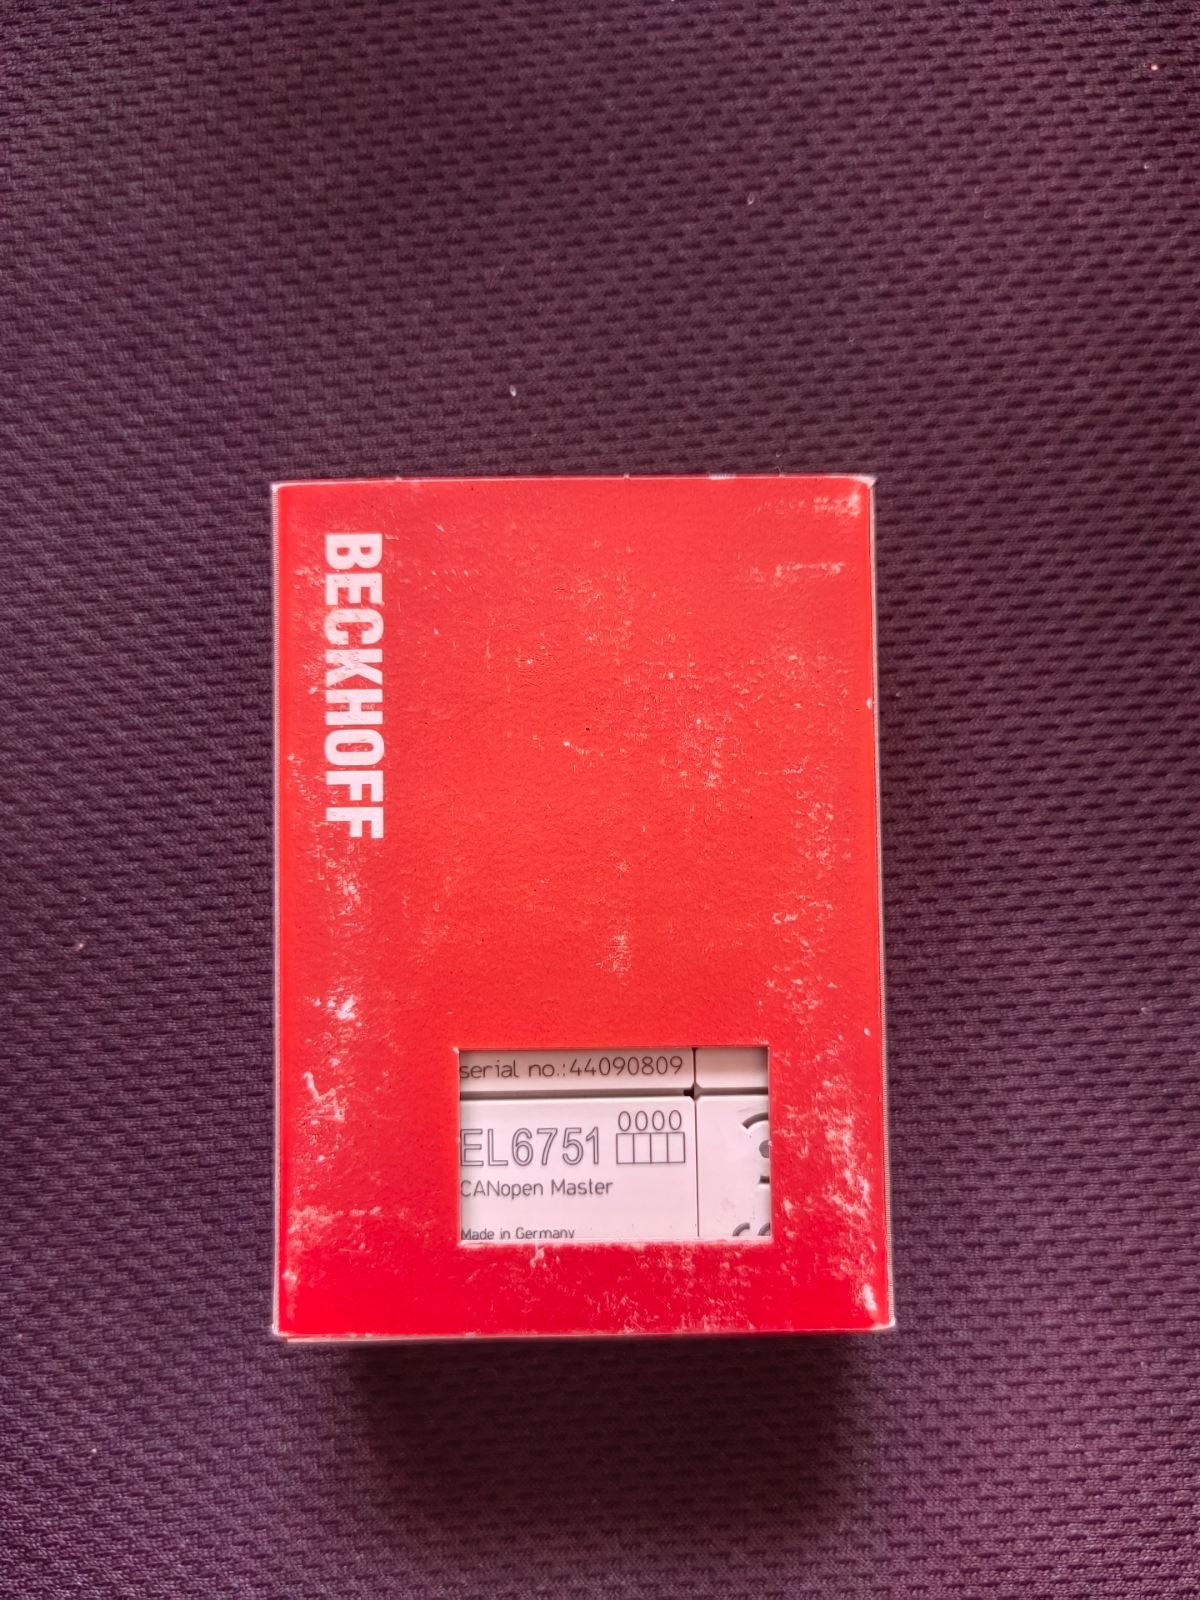 BECKHOFF
serial no.:44090809
0000
EL6751
CANopen Master
Made in Germany